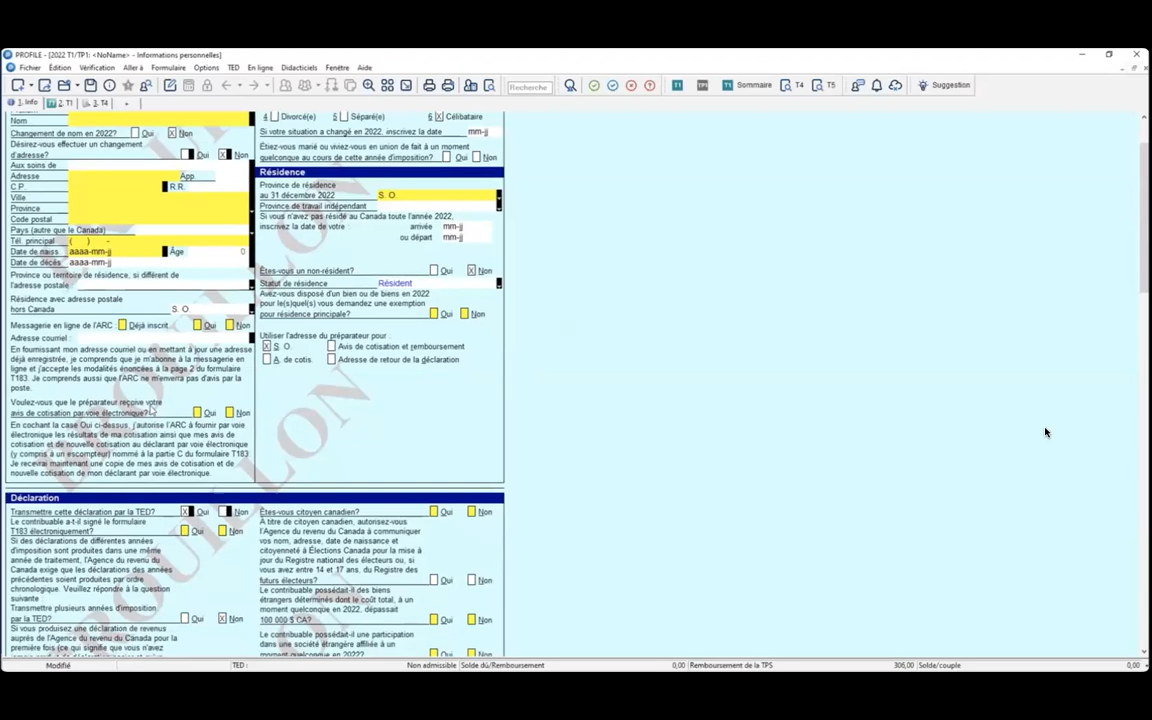 PROFILE - [2022 T1/TP1: <NoName> - Informations personnelles]
Fichier Édition Vérification Aller à Formulaire Options TED En ligne Didacticiels Fenêtre Aide
Recherche Sommaire T4 T5 Suggestion
1. Info 2. T1 3. T4 +
Nom
Changement de nom en 2022? Oui X Non
Désirez-vous effectuer un changement
d'adresse? Oui X Non
Aux soins de
Adresse App.
C.P. R.R.
Ville
Province
Code postal
Pays (autre que le Canada)
Tél. principal ( ) -
Date de naiss aaaa-mm-jj Âge 0
Date de décès aaaa-mm-jj
Province ou territoire de résidence, si différent de
l'adresse postale
Résidence avec adresse postale
hors Canada S. O.
Messagerie en ligne de l'ARC : Déjà inscrit Oui Non
Adresse courriel :
En fournissant mon adresse courriel ou en mettant à jour une adresse
déjà enregistrée, je comprends que je m'abonne à la messagerie en
ligne et j'accepte les modalités énoncées à la page 2 du formulaire
T183. Je comprends aussi que l'ARC ne m'enverra pas d'avis par la
poste.
Voulez-vous que le préparateur reçoive votre
avis de cotisation par voie électronique? Oui Non
En cochant la case Oui ci-dessus, j'autorise l'ARC à fournir par voie
électronique les résultats de ma cotisation ainsi que mes avis de
cotisation et de nouvelle cotisation au déclarant par voie électronique
(y compris à un escompteur) nommé à la partie C du formulaire T183
Je recevrai maintenant une copie de mes avis de cotisation et de
nouvelle cotisation de mon déclarant par voie électronique.
4 Divorcé(e) 5 Séparé(e) 6 X Célibataire
Si votre situation a changé en 2022, inscrivez la date mm-jj
Étiez-vous marié ou viviez-vous en union de fait à un moment
quelconque au cours de cette année d'imposition? Oui Non
Résidence
Province de résidence
au 31 décembre 2022 S. O.
Province de travail indépendant
Si vous n'avez pas résidé au Canada toute l'année 2022,
inscrivez la date de votre arrivée mm-jj
ou départ mm-jj
Êtes-vous un non-résident? Oui X Non
Statut de résidence Résident
Avez-vous disposé d'un bien ou de biens en 2022
pour le(s)quel(s) vous demandez une exemption
pour résidence principale? Oui Non
Utiliser l'adresse du préparateur pour :
X S. O. Avis de cotisation et remboursement
A. de cotis. Adresse de retour de la déclaration
Déclaration
Transmettre cette déclaration par la TED? X Oui Non
Le contribuable a-t-il signé le formulaire
T183 électroniquement? Oui Non
Si des déclarations de différentes années
d'imposition sont produites dans une même
année de traitement, l'Agence du revenu du
Canada exige que les déclarations des années
précédentes soient produites par ordre
chronologique. Veuillez répondre à la question
suivante :
Transmettre plusieurs années d'imposition
par la TED? Oui X Non
Si vous produisez une déclaration de revenus
auprès de l'Agence du revenu du Canada pour la
première fois (ce qui signifie que vous n'avez
Êtes-vous citoyen canadien? Oui Non
À titre de citoyen canadien, autorisez-vous
l'Agence du revenu du Canada à communiquer
vos nom, adresse, date de naissance et
citoyenneté à Élections Canada pour la mise à
jour du Registre national des électeurs ou, si
vous avez entre 14 et 17 ans, du Registre des
futurs électeurs? Oui Non
Le contribuable possédait-il des biens
étrangers déterminés dont le coût total, à un
moment quelconque en 2022, dépassait
100 000 $ CA? Oui Non
Le contribuable possédait-il une participation
dans une société étrangère affiliée à un
moment quelconque en 2022? Oui Non
BROUILLON
Modifié TED : Non admissible Solde dû/Remboursement 0,00 Remboursement de la TPS 306,00 Solde/couple 0,00